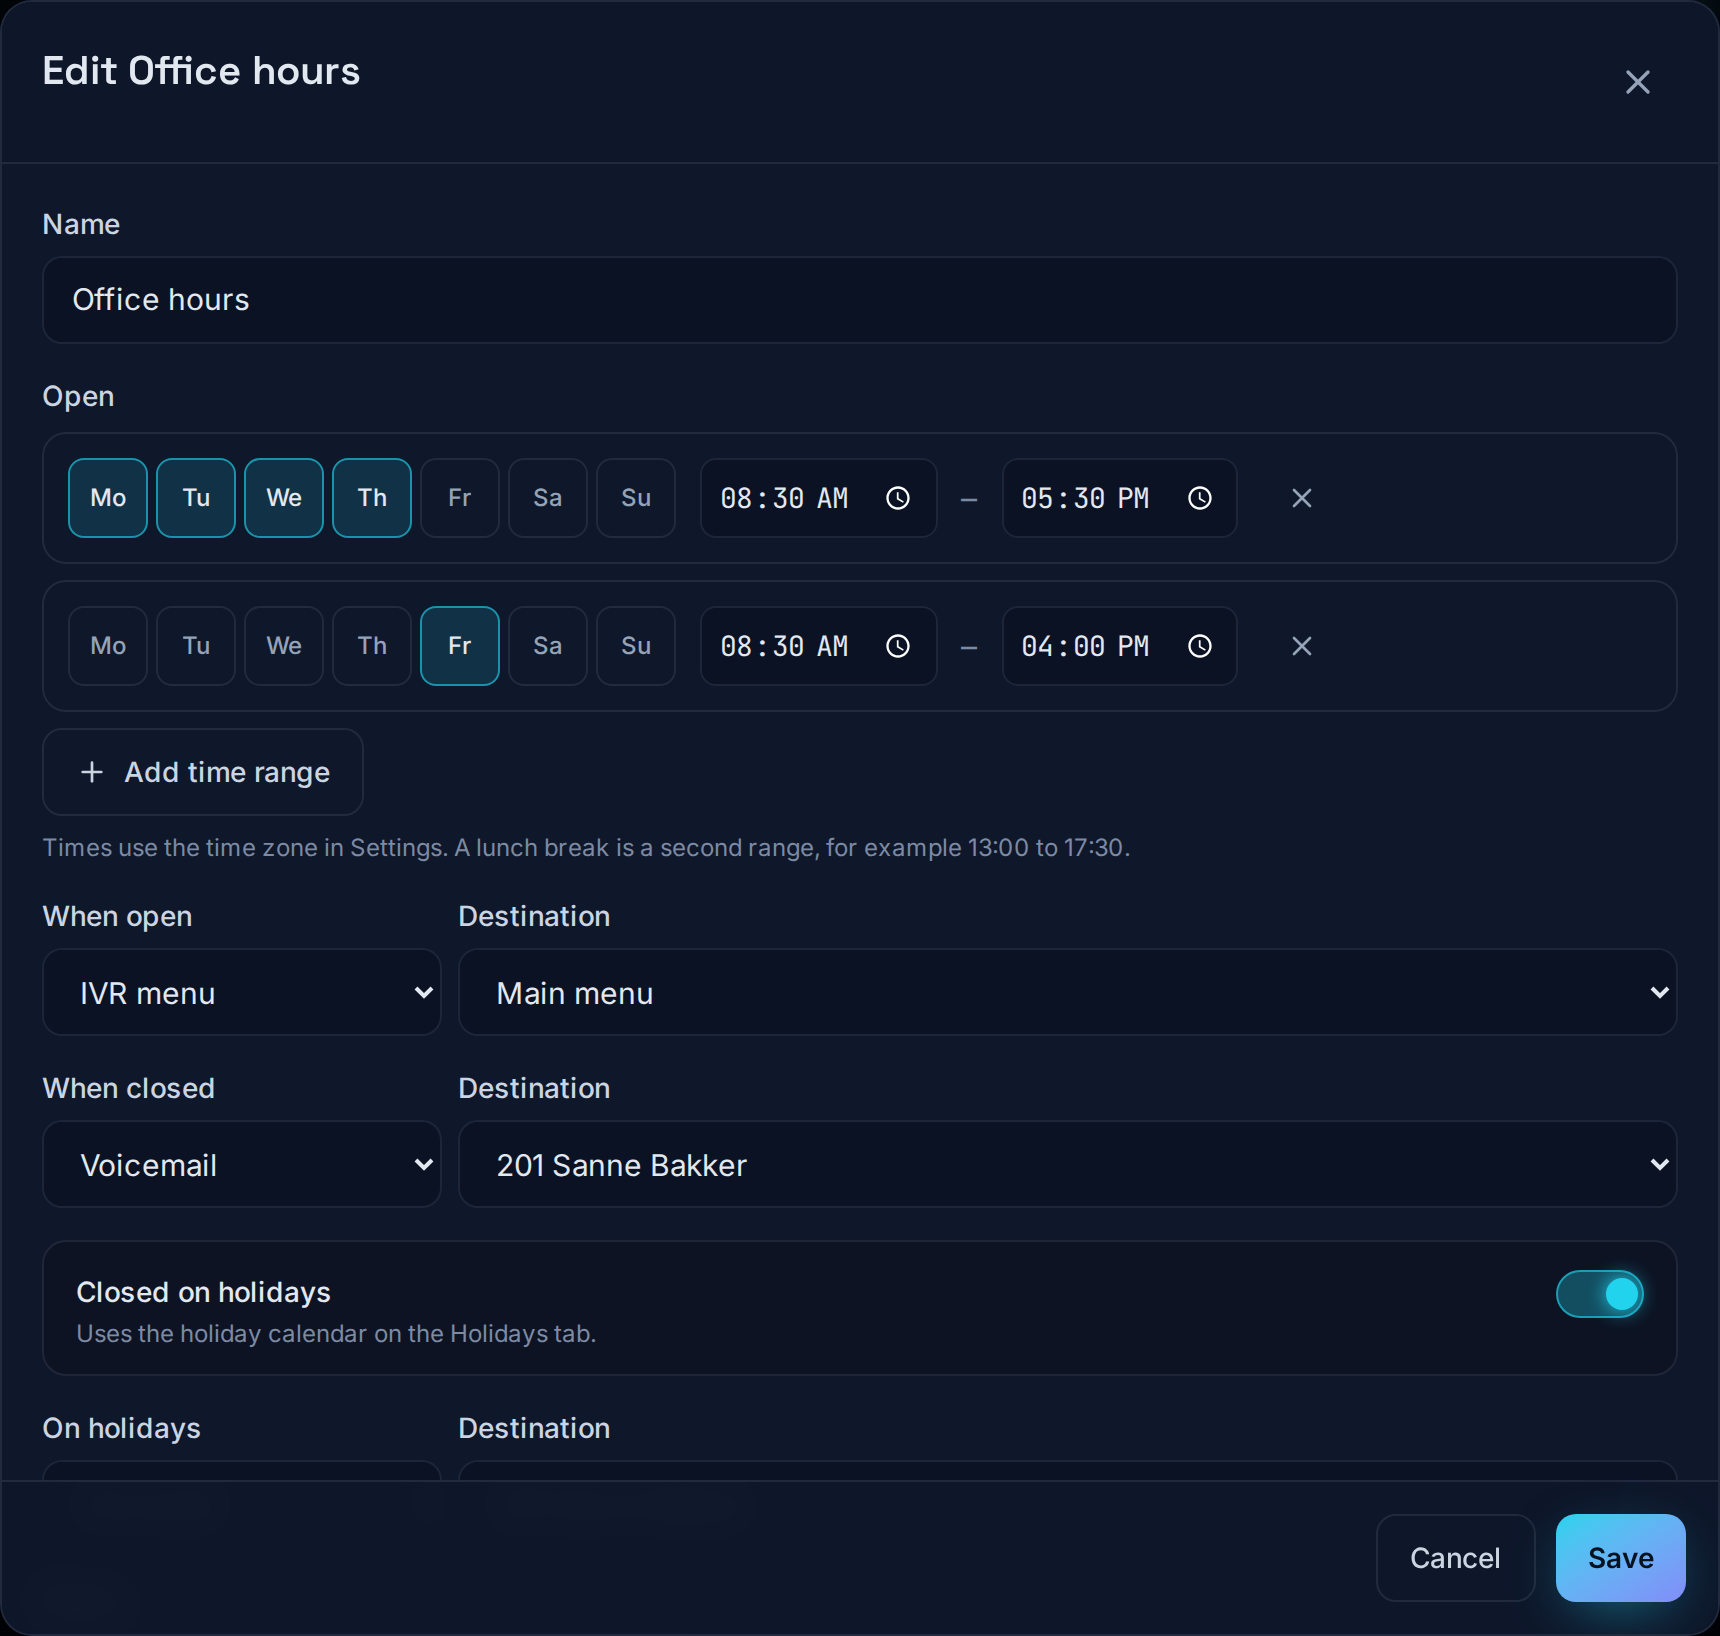 Edit Office hours
Name
Office hours
Open
Mo Tu We Th Fr Sa Su 08:30 AM – 05:30 PM
Mo Tu We Th Fr Sa Su 08:30 AM – 04:00 PM
+ Add time range
Times use the time zone in Settings. A lunch break is a second range, for example 13:00 to 17:30.
When open Destination
IVR menu Main menu
When closed Destination
Voicemail 201 Sanne Bakker
Closed on holidays
Uses the holiday calendar on the Holidays tab.
On holidays Destination
Cancel Save